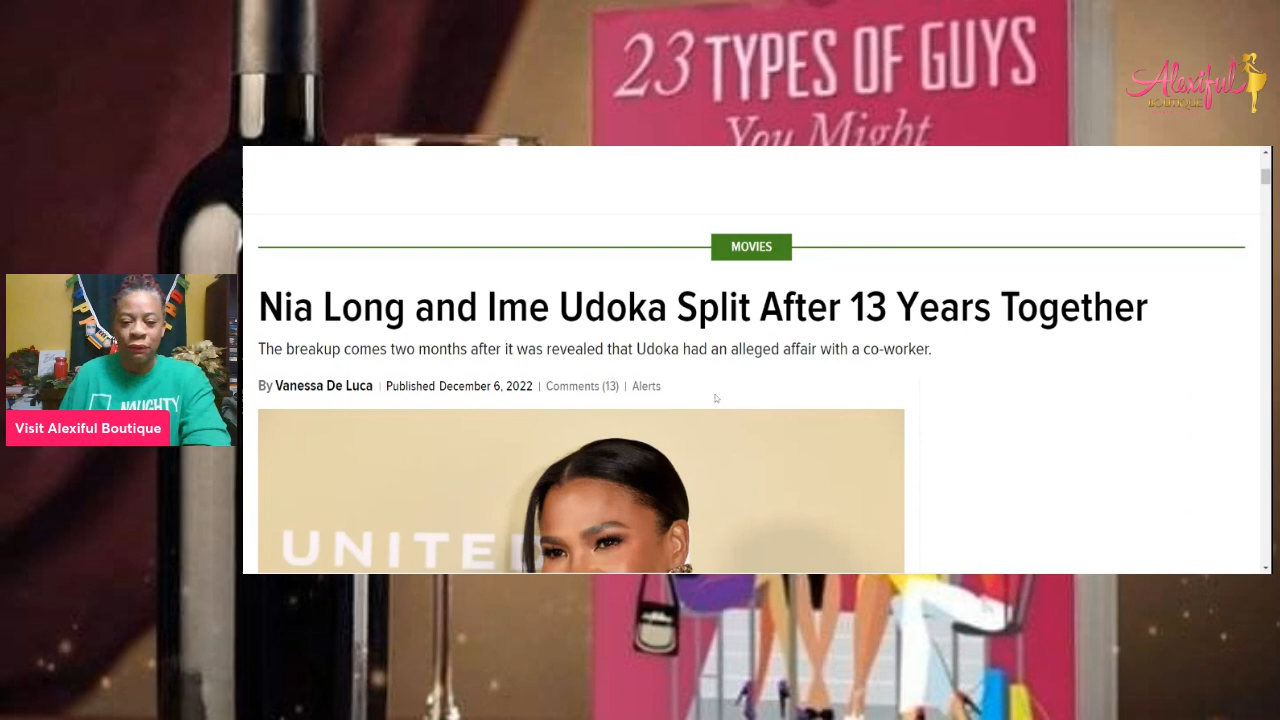 23 TYPES OF GUYS
You Might
Alexiful
BOUTIQUE
MOVIES
Nia Long and Ime Udoka Split After 13 Years Together
The breakup comes two months after it was revealed that Udoka had an alleged affair with a co-worker.
By Vanessa De Luca | Published December 6, 2022 | Comments (13) | Alerts
UNITED
NAUGHTY
Visit Alexiful Boutique